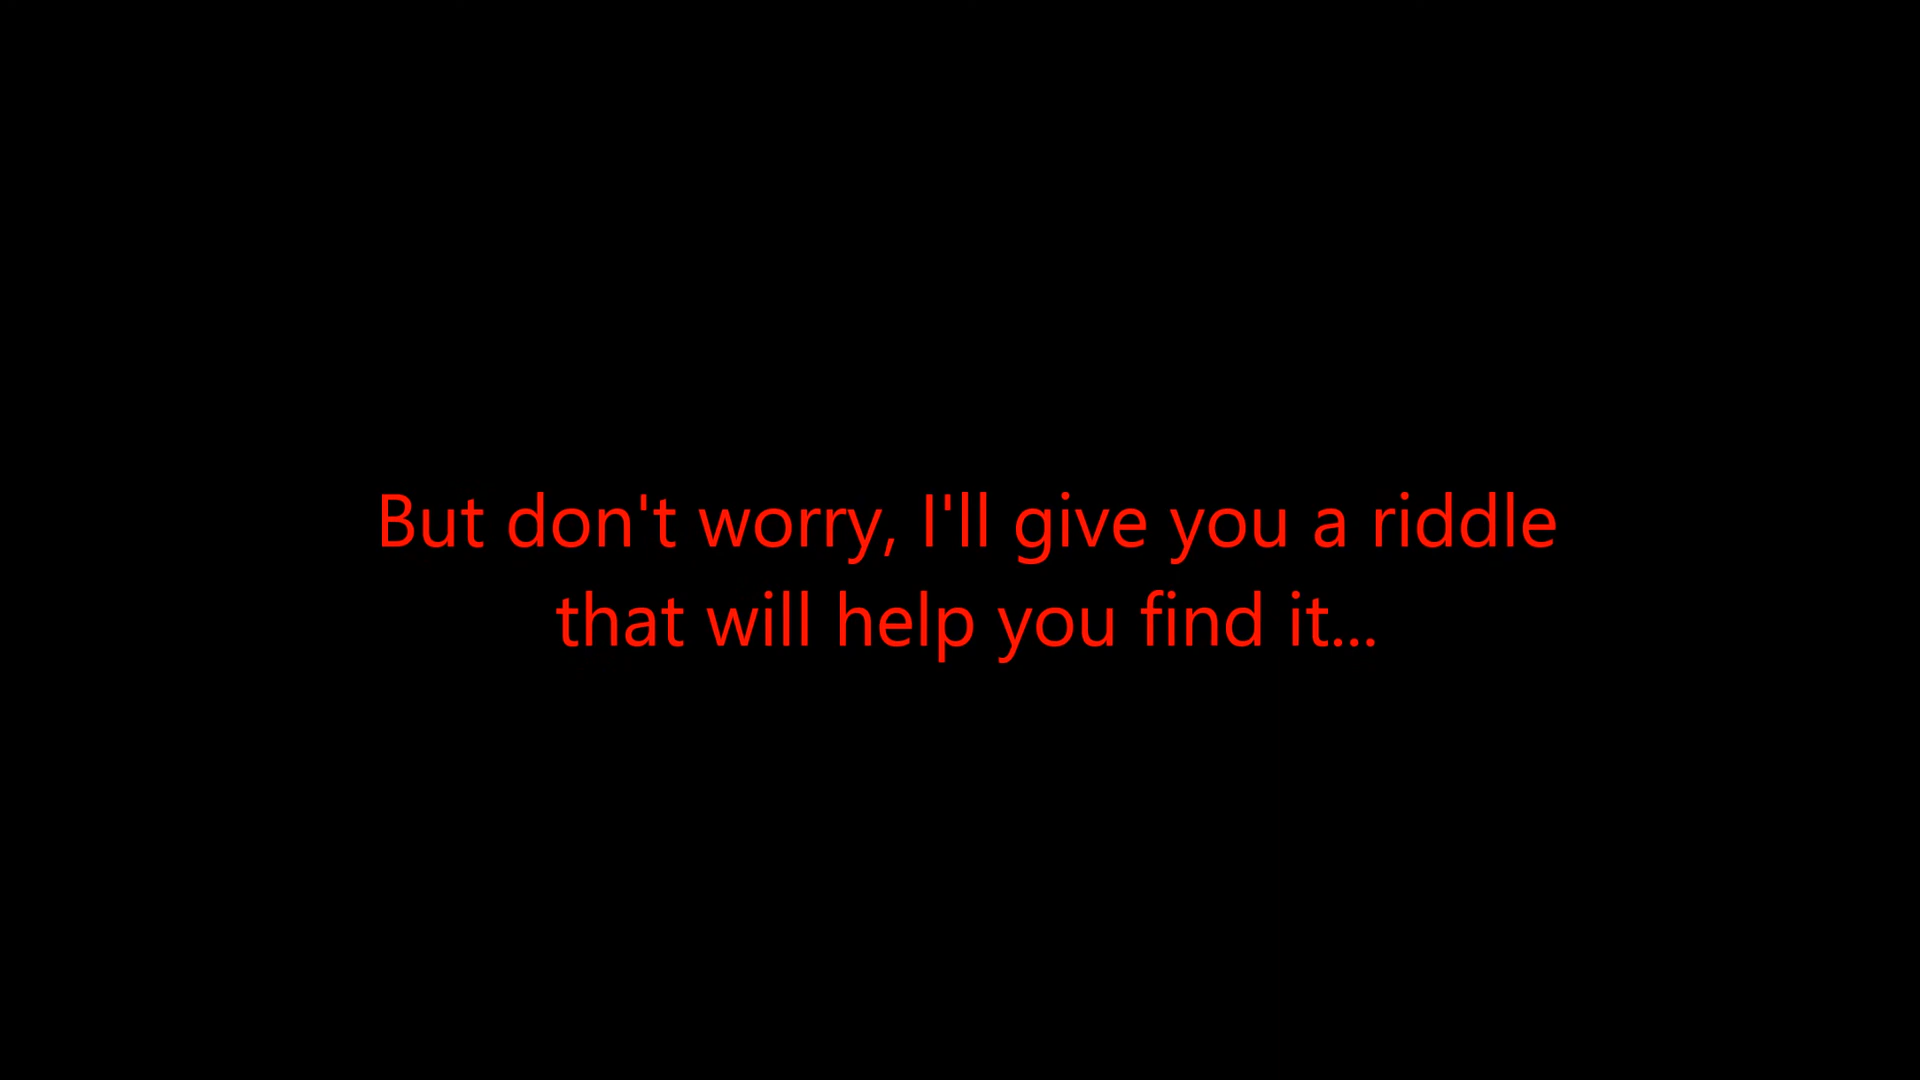 But don't worry, I'll give you a riddle
that will help you find it...